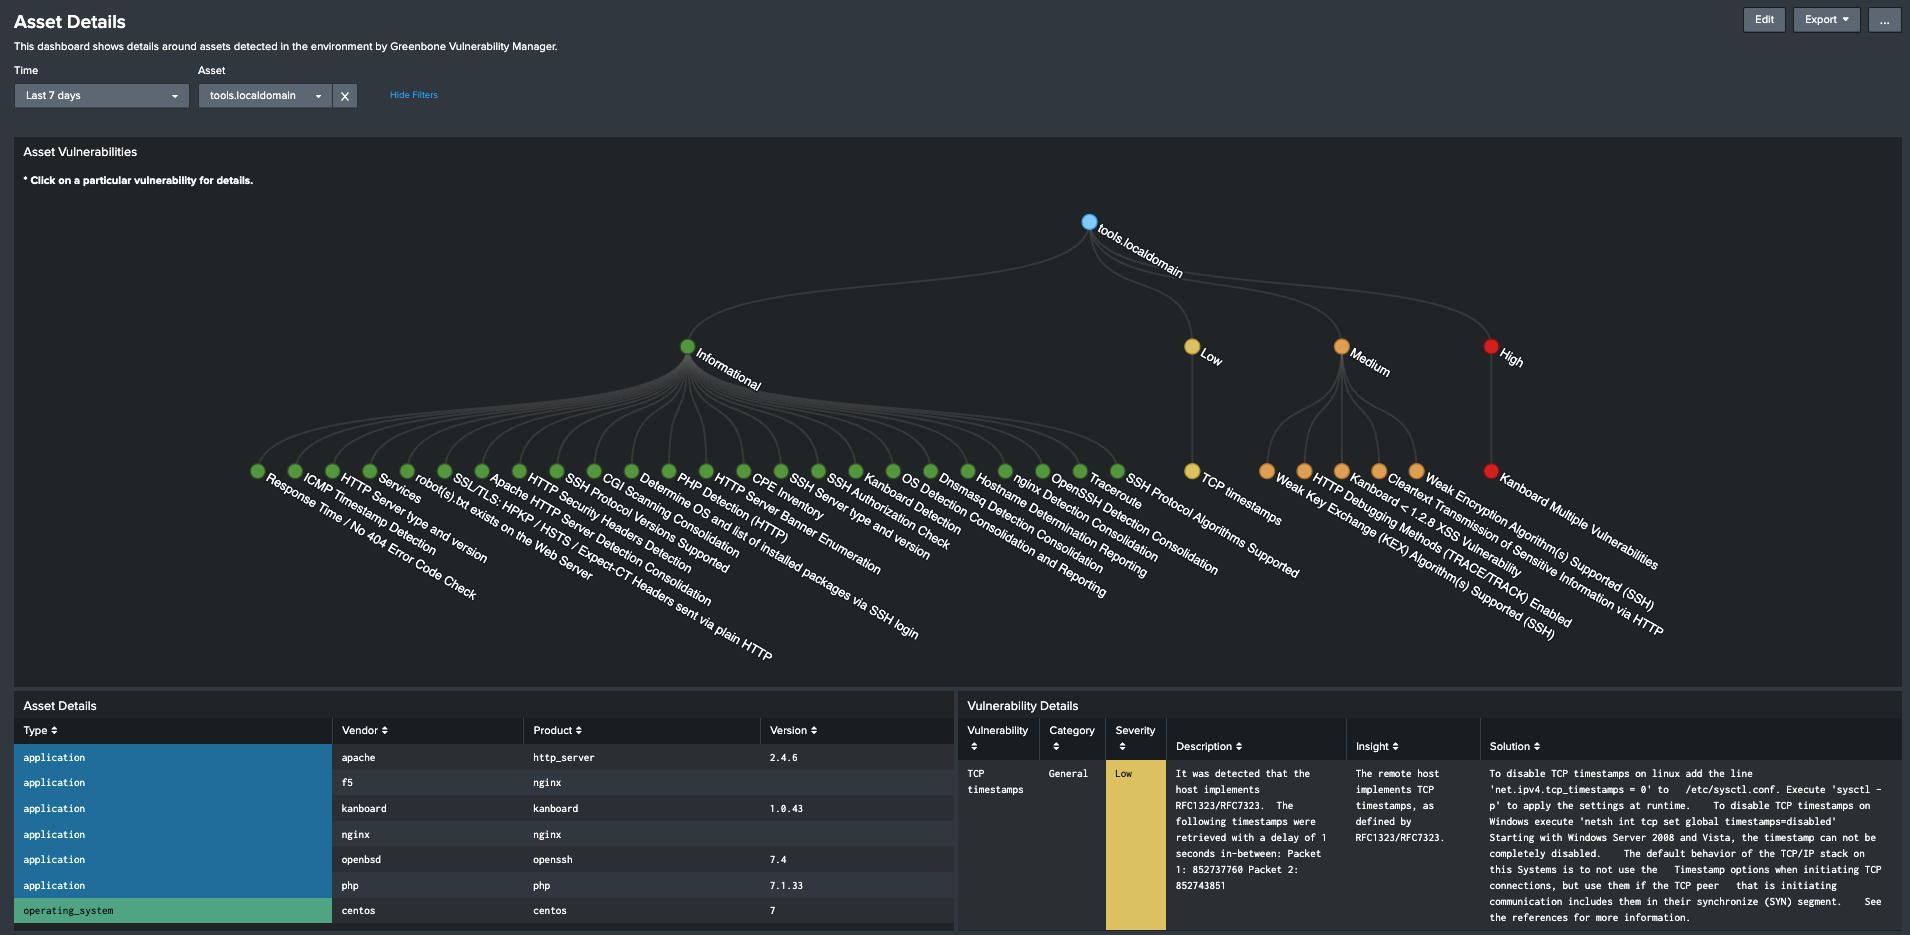 Asset Details
Edit
Export
...
This dashboard shows details around assets detected in the environment by Greenbone Vulnerability Manager.
Time
Asset
Last 7 days
tools.localdomain
X
Hide Filters
Asset Vulnerabilities
* Click on a particular vulnerability for details.
tools.localdomain
Informational
Low
Medium
High
Response Time / No 404 Error Code Check
ICMP Timestamp Detection
HTTP Server type and version
Services
robot(s).txt exists on the Web Server
SSL/TLS: HPKP / HSTS / Expect-CT Headers sent via plain HTTP
Apache HTTP Server Detection Consolidation
HTTP Security Headers Detection
SSH Protocol Versions Supported
CGI Scanning Consolidation
Determine OS and list of installed packages via SSH login
PHP Detection (HTTP)
HTTP Server Banner Enumeration
CPE Inventory
SSH Server type and version
SSH Authorization Check
Kanboard Detection
OS Detection Consolidation and Reporting
Dnsmasq Detection Consolidation
Hostname Determination Reporting
nginx Detection Consolidation
OpenSSH Detection Consolidation
Traceroute
SSH Protocol Algorithms Supported
TCP timestamps
Weak Key Exchange (KEX) Algorithm(s) Supported (SSH)
HTTP Debugging Methods (TRACE/TRACK) Enabled
Kanboard < 1.2.8 XSS Vulnerability
Cleartext Transmission of Sensitive Information via HTTP
Weak Encryption Algorithm(s) Supported (SSH)
Kanboard Multiple Vulnerabilities
Asset Details
Type Vendor Product Version
application apache http_server 2.4.6
application f5 nginx
application kanboard kanboard 1.0.43
application nginx nginx
application openbsd openssh 7.4
application php php 7.1.33
operating_system centos centos 7
Vulnerability Details
Vulnerability Category Severity Description Insight Solution
TCP
timestamps
General
Low
It was detected that the
host implements
RFC1323/RFC7323. The
following timestamps were
retrieved with a delay of 1
seconds in-between: Packet
1: 852737760 Packet 2:
852743851
The remote host
implements TCP
timestamps, as
defined by
RFC1323/RFC7323.
To disable TCP timestamps on linux add the line
'net.ipv4.tcp_timestamps = 0' to /etc/sysctl.conf. Execute 'sysctl -
p' to apply the settings at runtime. To disable TCP timestamps on
Windows execute 'netsh int tcp set global timestamps=disabled'
Starting with Windows Server 2008 and Vista, the timestamp can not be
completely disabled. The default behavior of the TCP/IP stack on
this Systems is to not use the Timestamp options when initiating TCP
connections, but use them if the TCP peer that is initiating
communication includes them in their synchronize (SYN) segment. See
the references for more information.